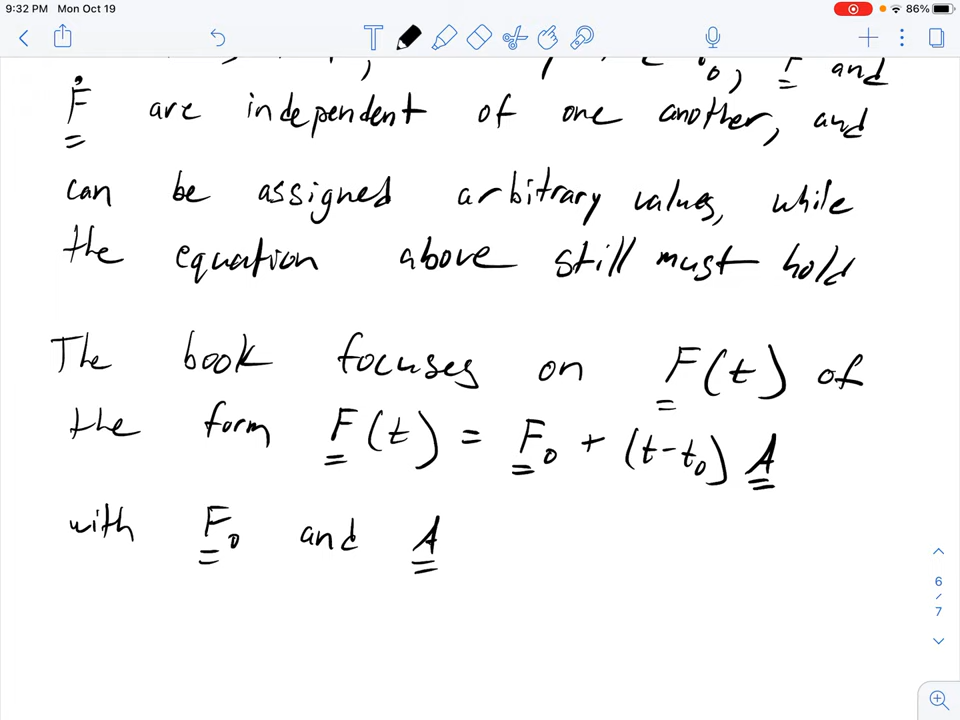 9:32 PM Mon Oct 19 86%
F and
Ḟ are independent of one another, and
can be assigned arbitrary values, while
the equation above still must hold
The book focuses on F(t) of
the form F(t) = F₀ + (t-t₀) A
with F₀ and A
6
/
7